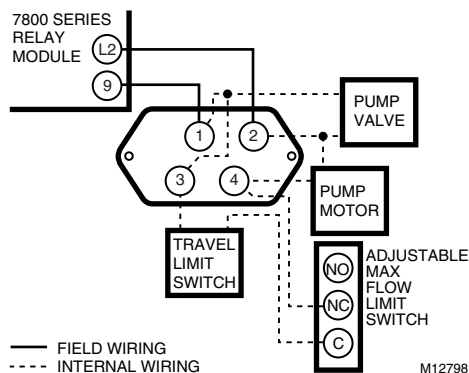 7800 SERIES
RELAY
MODULE
L2
9
1
2
3
4
PUMP
VALVE
PUMP
MOTOR
TRAVEL
LIMIT
SWITCH
NO
NC
C
ADJUSTABLE
MAX
FLOW
LIMIT
SWITCH
FIELD WIRING
INTERNAL WIRING
M12798